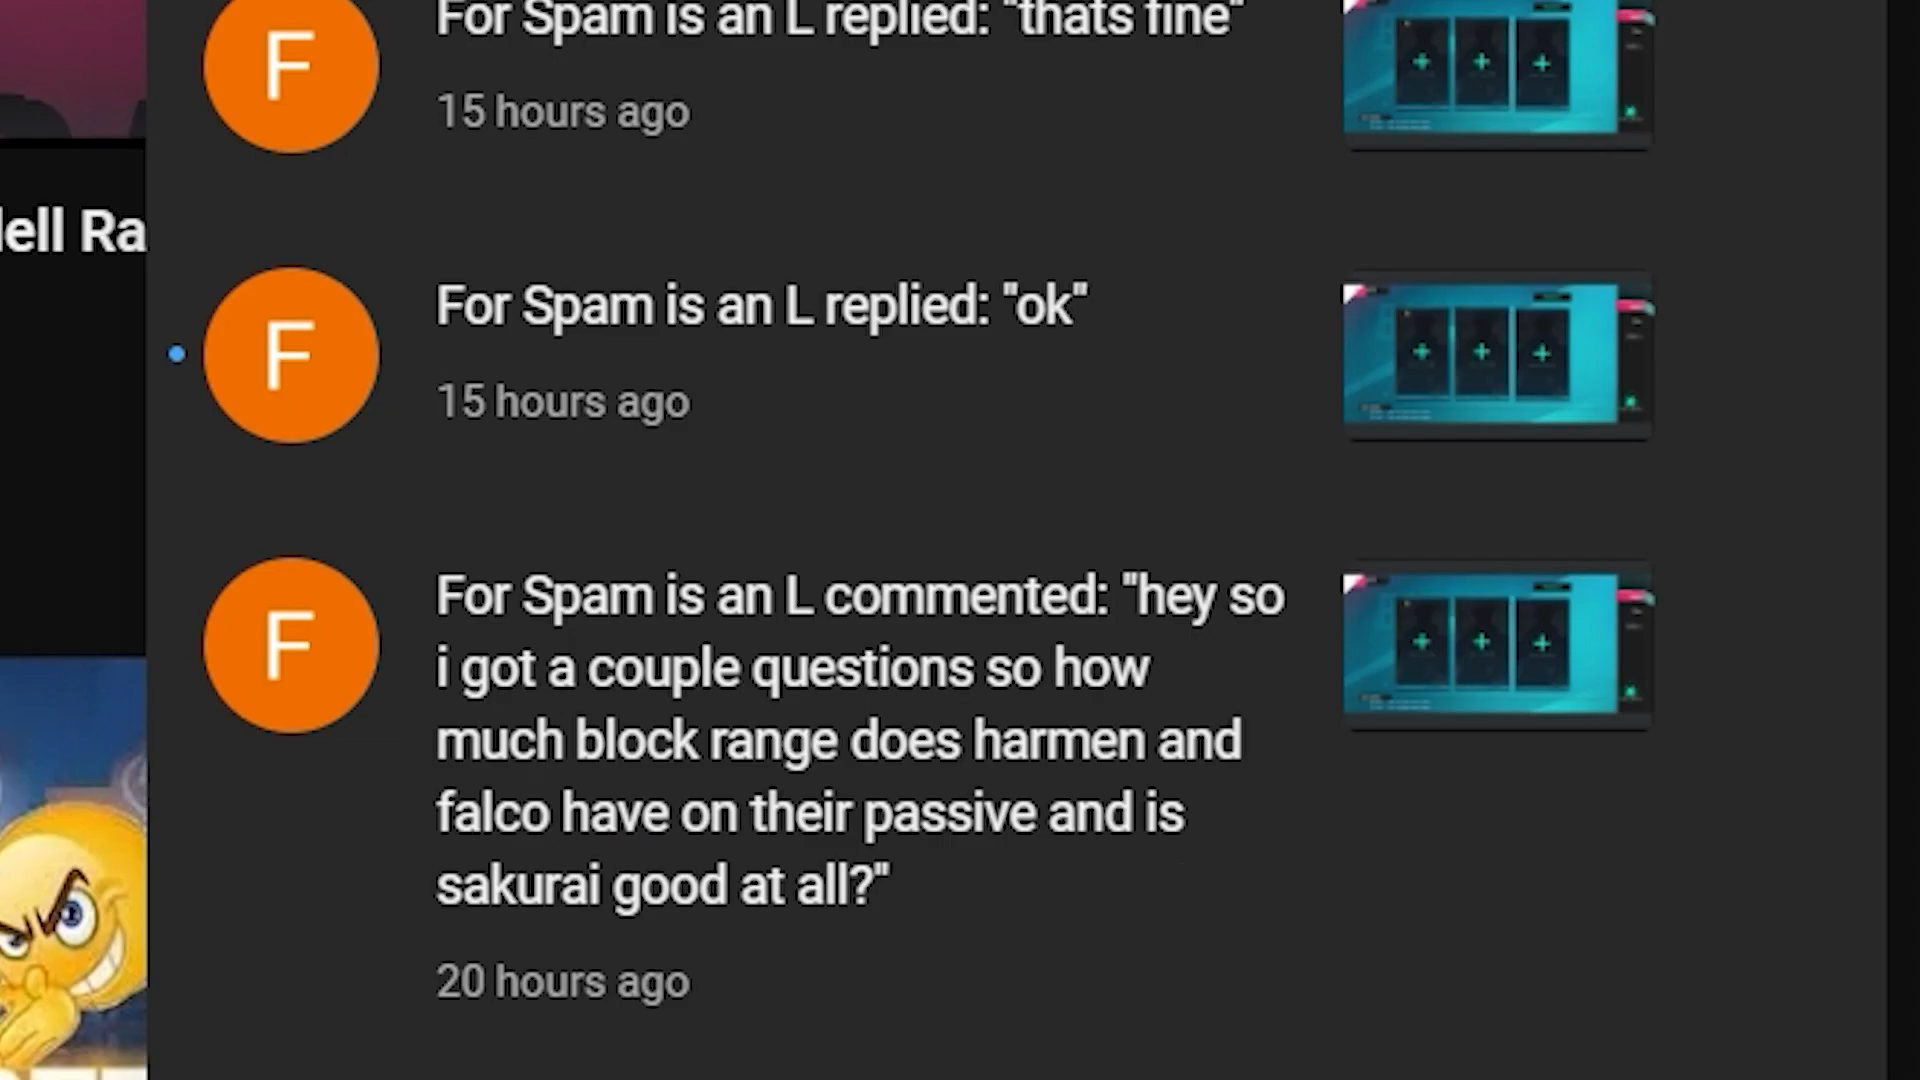 For Spam is an L replied: "thats fine"
15 hours ago
ell Ra
For Spam is an L replied: "ok"
15 hours ago
For Spam is an L commented: "hey so
i got a couple questions so how
much block range does harmen and
falco have on their passive and is
sakurai good at all?"
20 hours ago
F
F
F